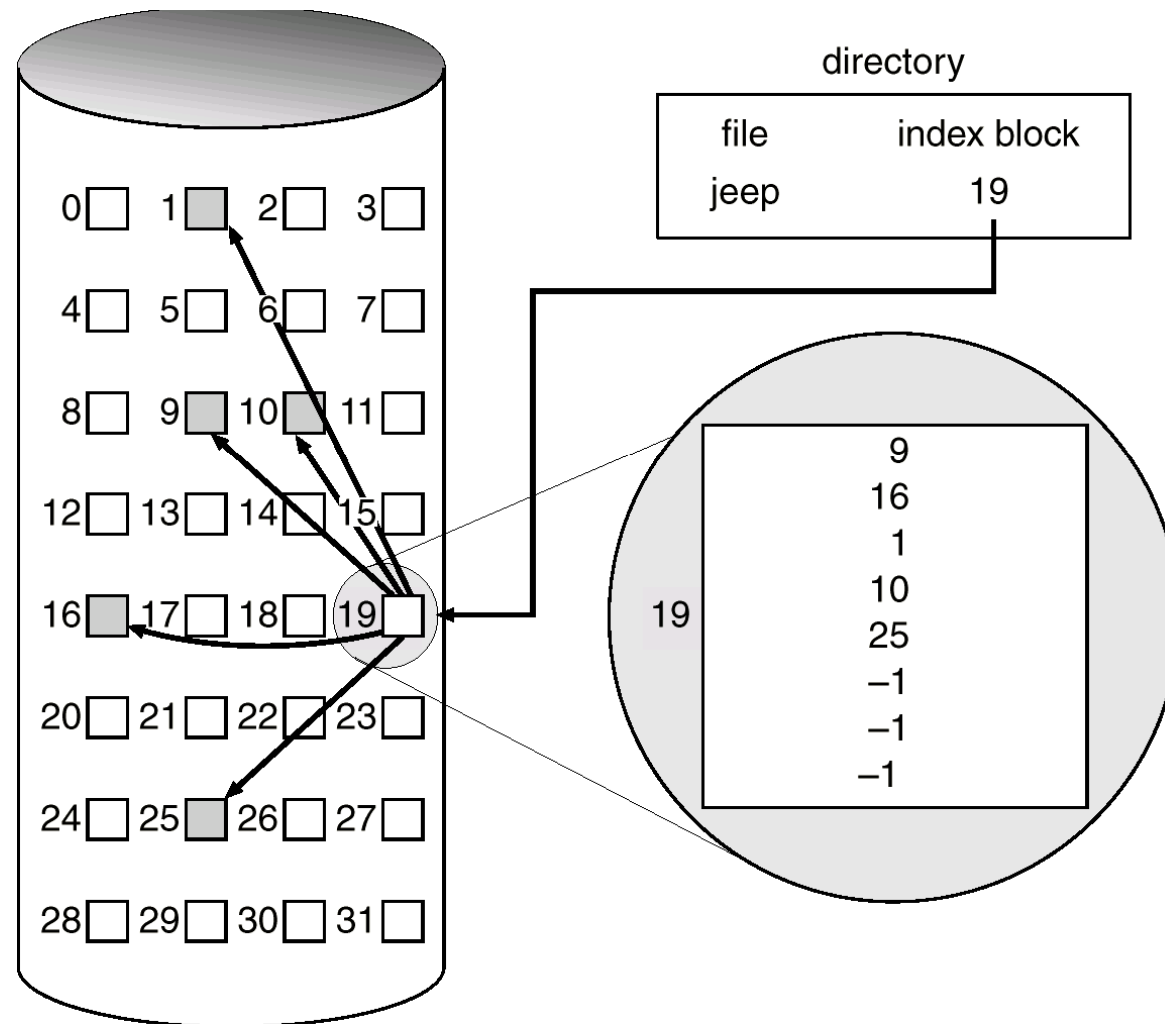 directory
file index block
jeep 19
0 1 2 3
4 5 6 7
8 9 10 11
12 13 14 15
16 17 18 19
20 21 22 23
24 25 26 27
28 29 30 31
19
9
16
1
10
25
–1
–1
–1